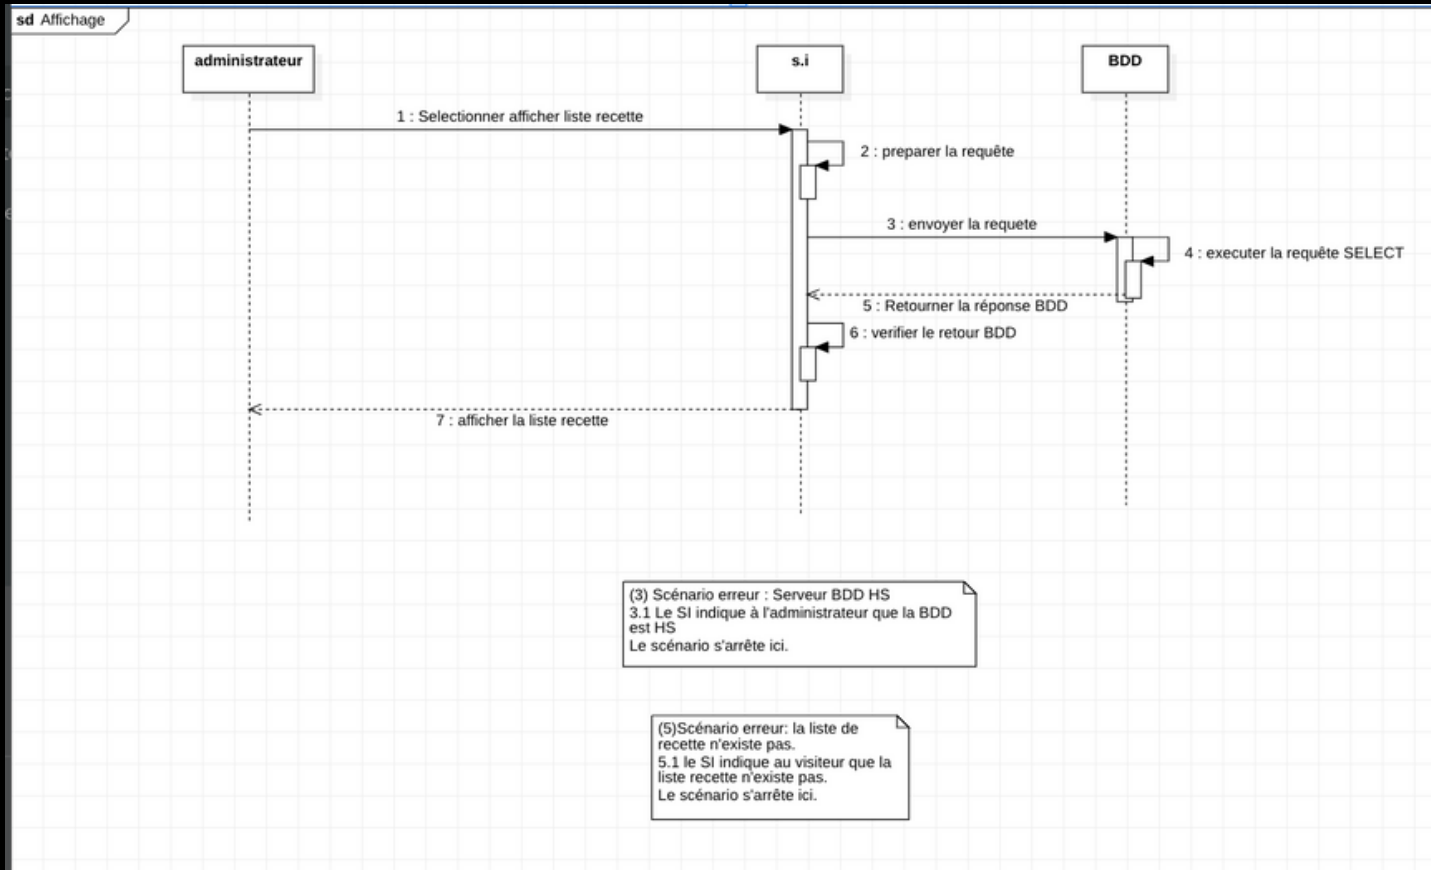 sd Affichage
administrateur
s.i
BDD
1 : Selectionner afficher liste recette
2 : preparer la requête
3 : envoyer la requete
4 : executer la requête SELECT
5 : Retourner la réponse BDD
6 : verifier le retour BDD
7 : afficher la liste recette
(3) Scénario erreur : Serveur BDD HS
3.1 Le SI indique à l'administrateur que la BDD
est HS
Le scénario s'arrête ici.
(5)Scénario erreur: la liste de
recette n'existe pas.
5.1 le SI indique au visiteur que la
liste recette n'existe pas.
Le scénario s'arrête ici.